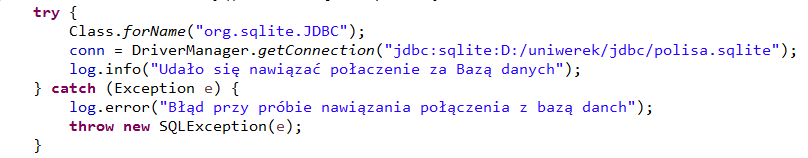 try {
Class.forName("org.sqlite.JDBC");
conn = DriverManager.getConnection("jdbc:sqlite:D:/uniwerek/jdbc/polisa.sqlite");
log.info("Udało się nawiązać połaczenie za Bazą danych");
} catch (Exception e) {
log.error("Błąd przy próbie nawiązania połączenia z bazą danch");
throw new SQLException(e);
}